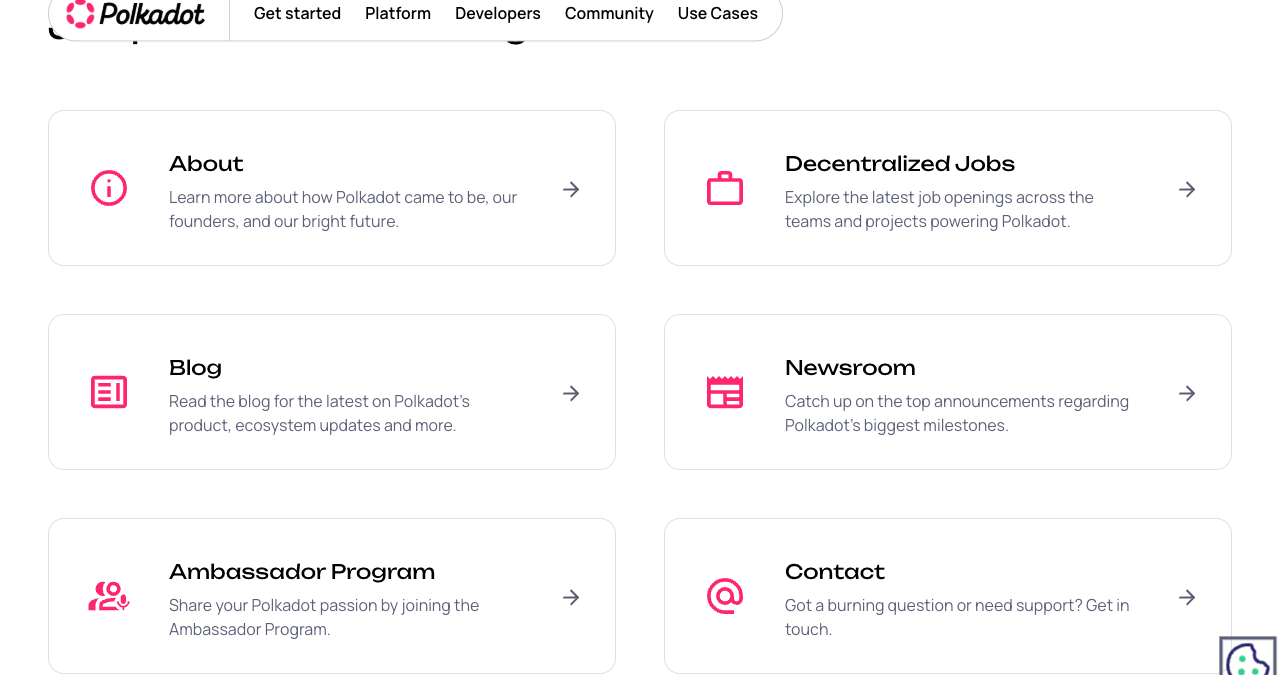 Polkadot
Get started
Platform
Developers
Community
Use Cases
About
Learn more about how Polkadot came to be, our
founders, and our bright future.
Decentralized Jobs
Explore the latest job openings across the
teams and projects powering Polkadot.
Blog
Read the blog for the latest on Polkadot's
product, ecosystem updates and more.
Newsroom
Catch up on the top announcements regarding
Polkadot's biggest milestones.
Ambassador Program
Share your Polkadot passion by joining the
Ambassador Program.
Contact
Got a burning question or need support? Get in
touch.